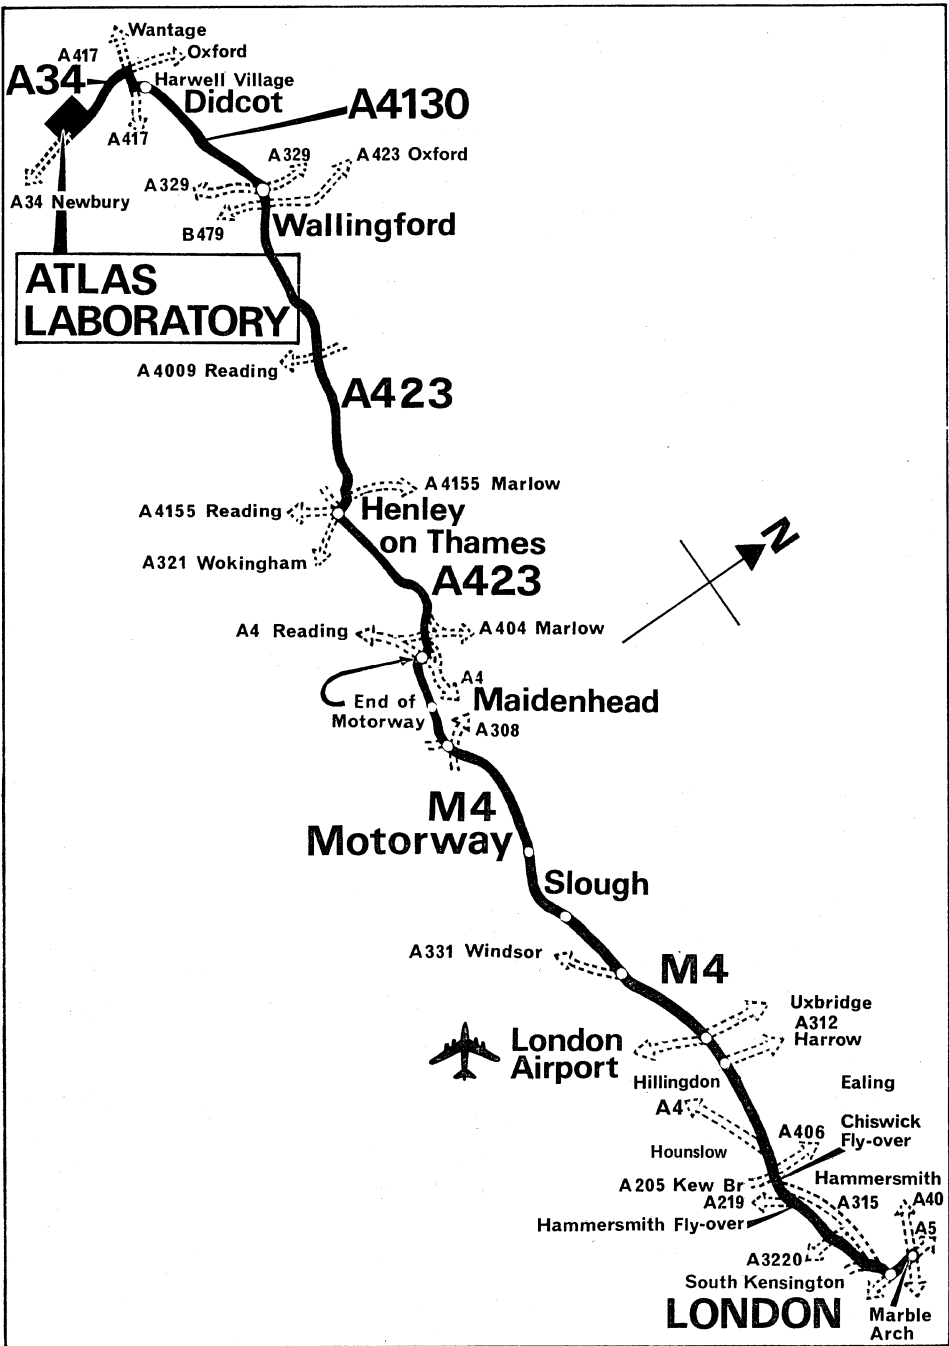 Wantage
A417
Oxford
A34
Harwell Village
Didcot
A4130
A417
A329
A423 Oxford
A329
A34 Newbury
B479
Wallingford
ATLAS
LABORATORY
A4009 Reading
A423
A4155 Marlow
A4155 Reading
Henley
on Thames
A321 Wokingham
N
A423
A4 Reading
A404 Marlow
A4
Maidenhead
End of
Motorway
A308
M4
Motorway
Slough
A331 Windsor
M4
Uxbridge
A312
Harrow
London
Airport
Hillingdon
Ealing
A4
Chiswick
Fly-over
A406
Hounslow
Hammersmith
A205 Kew Br
A219
A315
A40
Hammersmith Fly-over
A5
A3220
South Kensington
LONDON
Marble
Arch